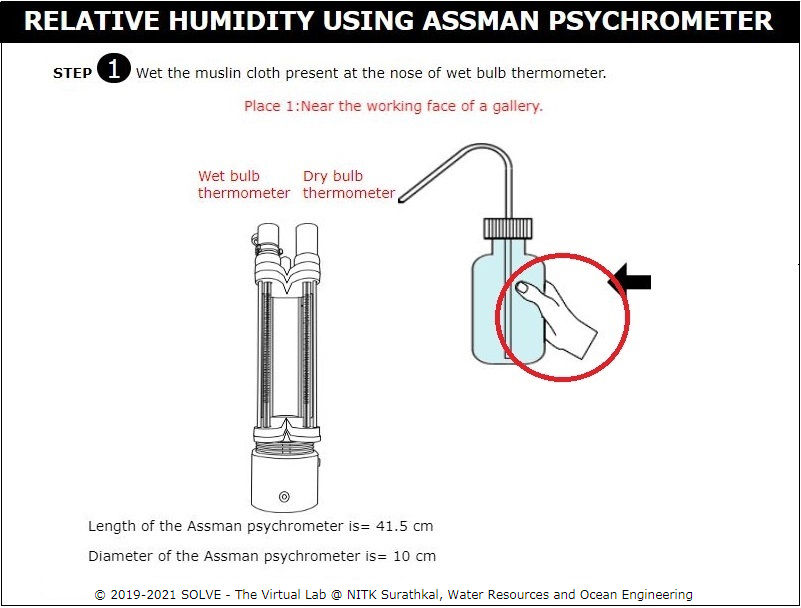 RELATIVE HUMIDITY USING ASSMAN PSYCHROMETER
STEP 1 Wet the muslin cloth present at the nose of wet bulb thermometer.
Place 1:Near the working face of a gallery.
Wet bulb
thermometer
Dry bulb
thermometer
Length of the Assman psychrometer is= 41.5 cm
Diameter of the Assman psychrometer is= 10 cm
© 2019-2021 SOLVE - The Virtual Lab @ NITK Surathkal, Water Resources and Ocean Engineering